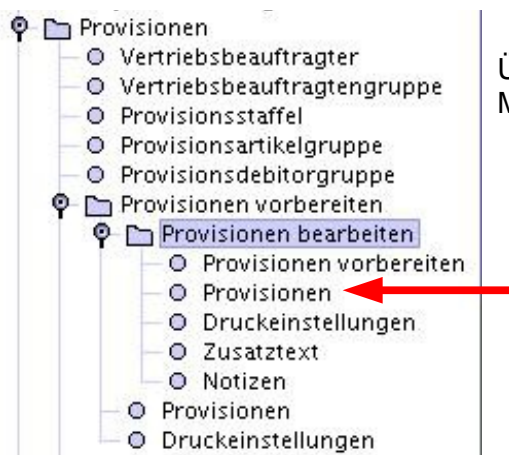 Provisionen
Vertriebsbeauftragter
Vertriebsbeauftragtengruppe
Provisionsstaffel
Provisionsartikelgruppe
Provisionsdebitorgruppe
Provisionen vorbereiten
Provisionen bearbeiten
Provisionen vorbereiten
Provisionen
Druckeinstellungen
Zusatztext
Notizen
Provisionen
Druckeinstellungen